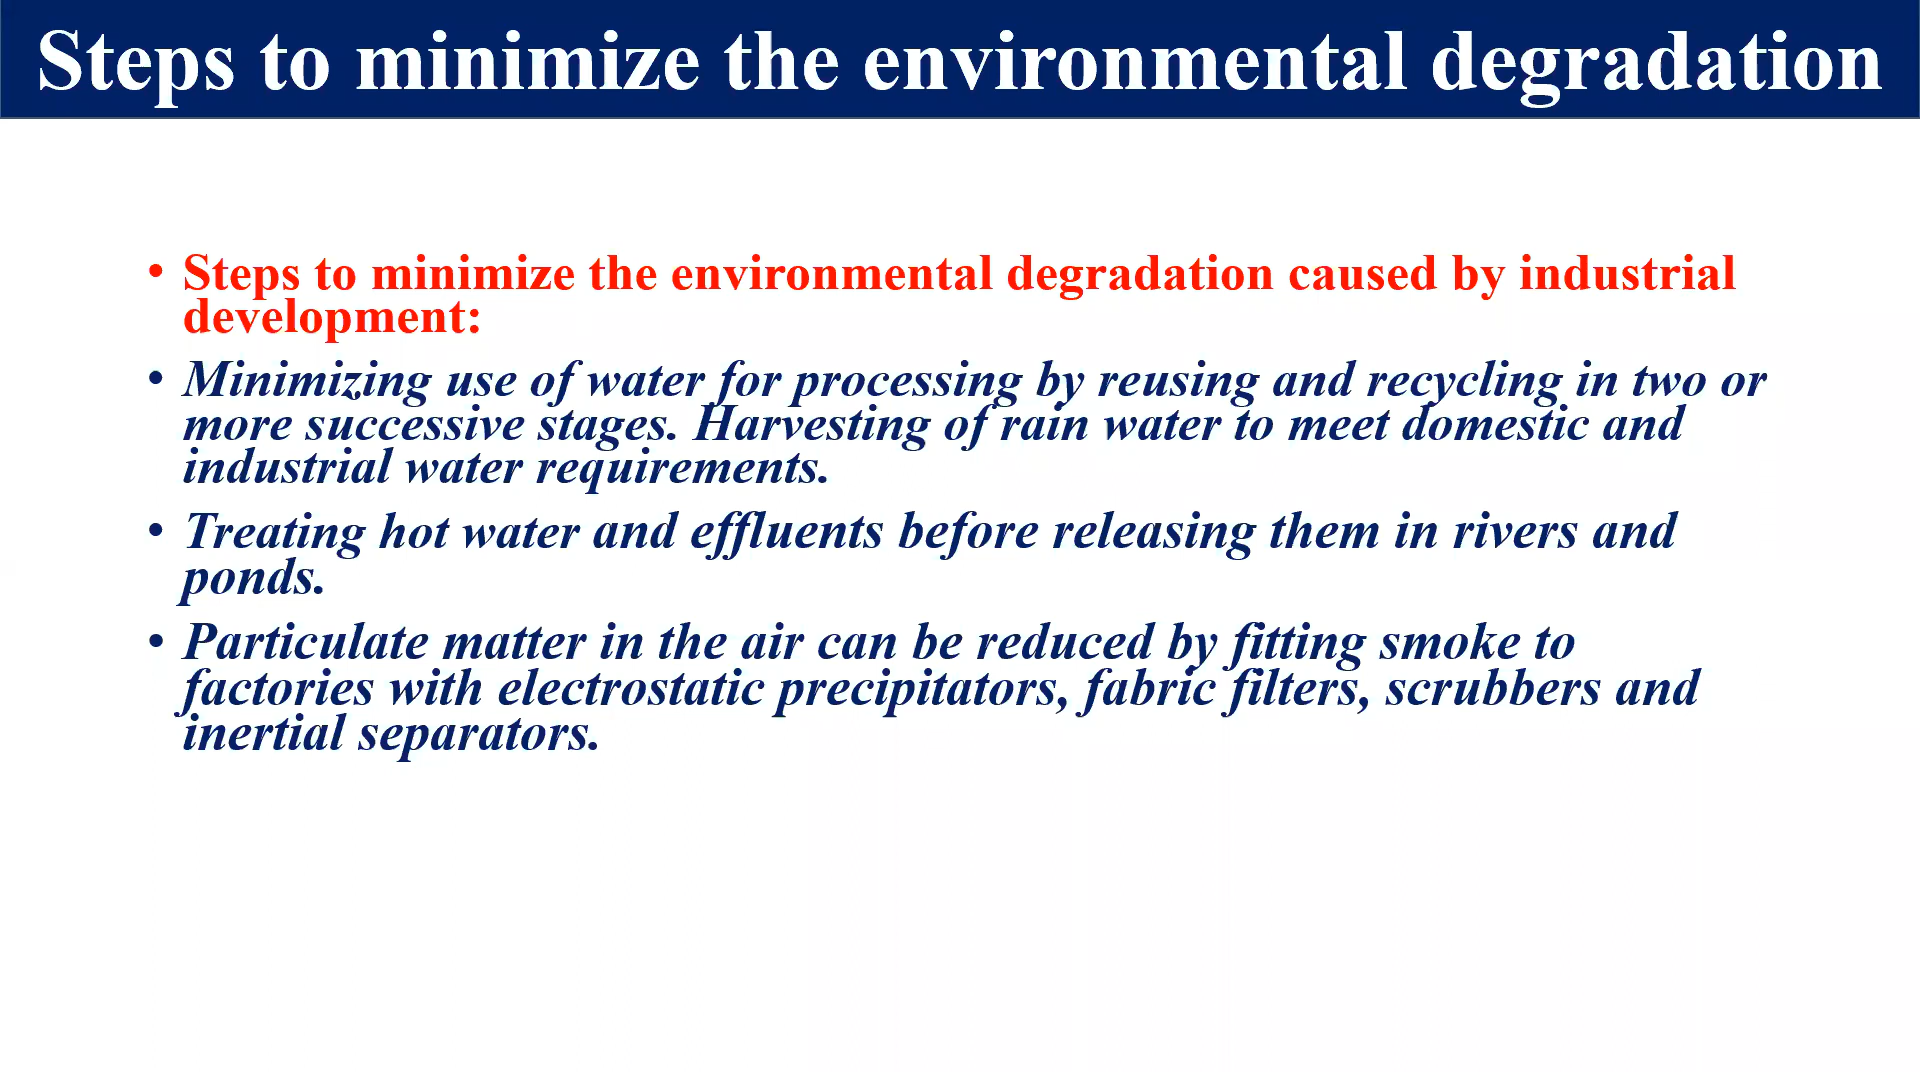 Steps to minimize the environmental degradation
• Steps to minimize the environmental degradation caused by industrial
development:
• Minimizing use of water for processing by reusing and recycling in two or
more successive stages. Harvesting of rain water to meet domestic and
industrial water requirements.
• Treating hot water and effluents before releasing them in rivers and
ponds.
• Particulate matter in the air can be reduced by fitting smoke to
factories with electrostatic precipitators, fabric filters, scrubbers and
inertial separators.